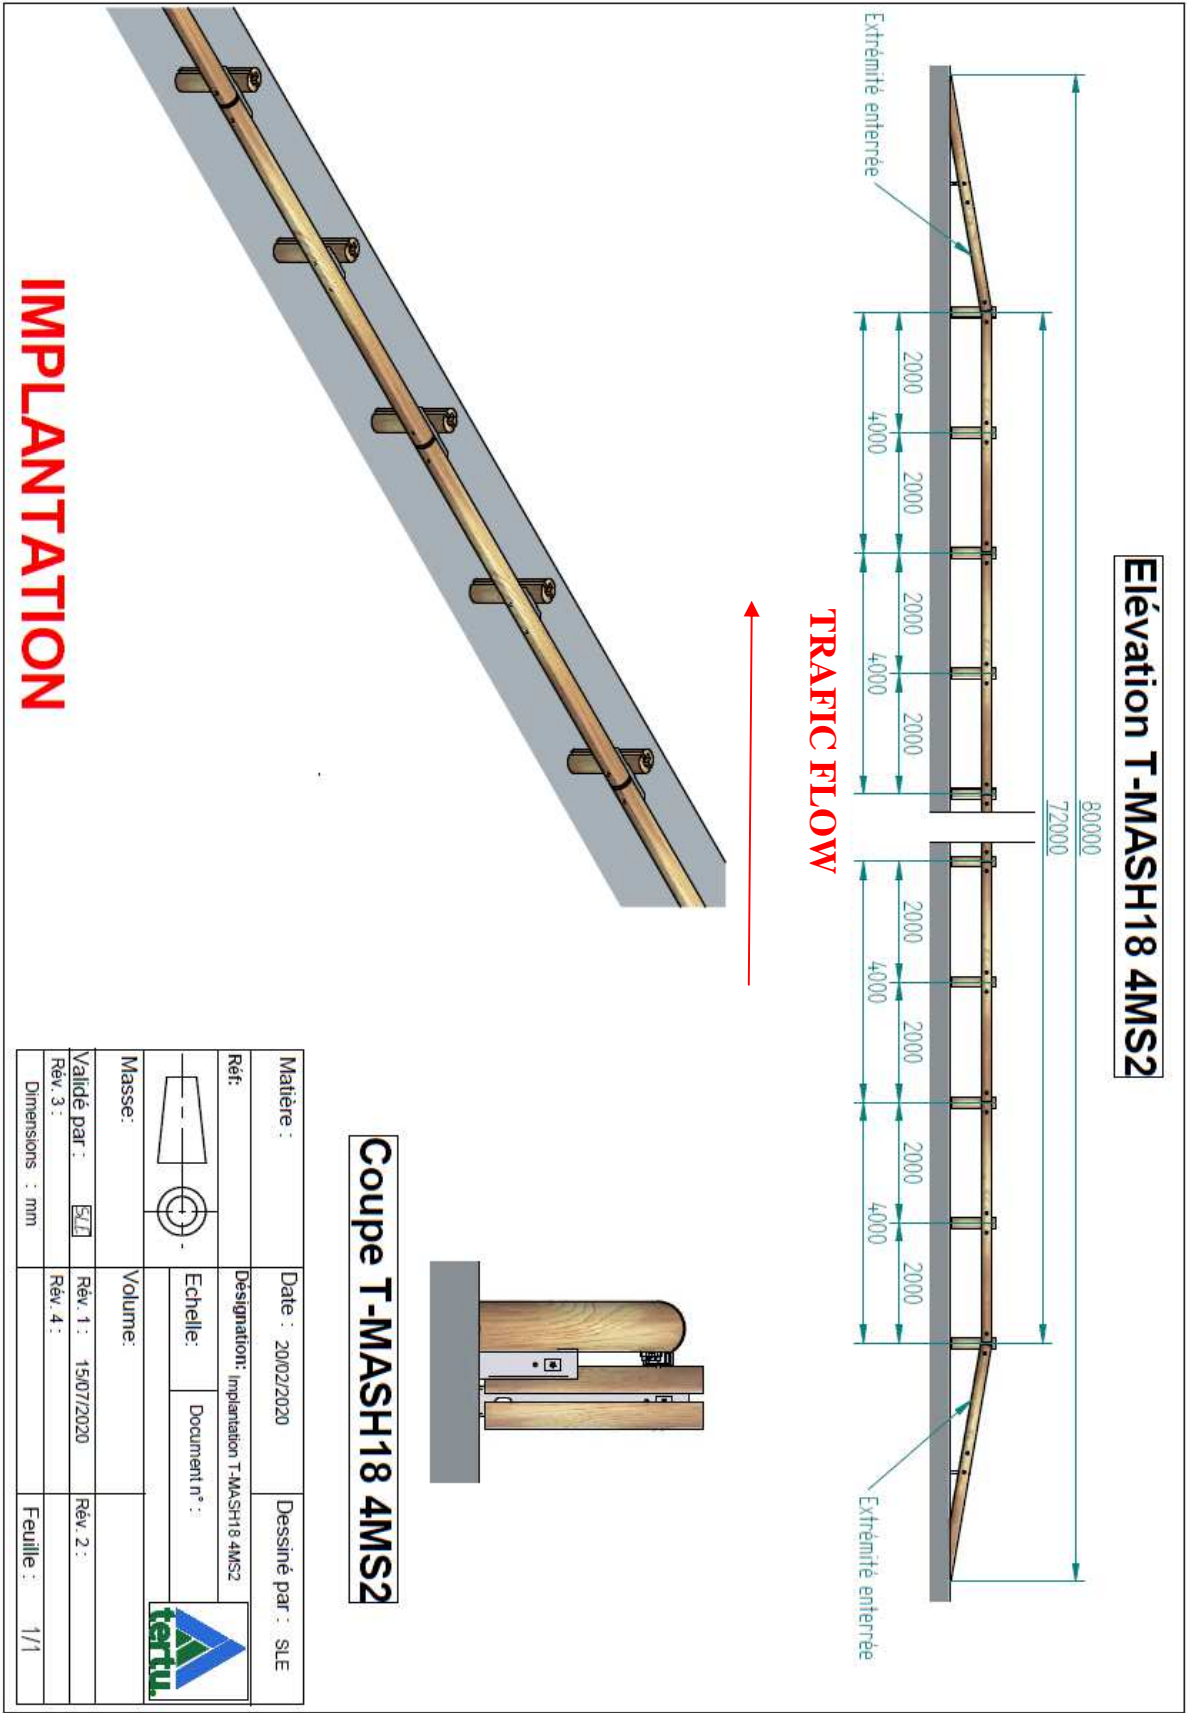 Elévation T-MASH18 4MS2
80000
72000
Extrémité enterrée
Extrémité enterrée
2000
2000
2000
2000
2000
2000
2000
2000
4000
4000
4000
4000
TRAFIC FLOW
Coupe T-MASH18 4MS2
IMPLANTATION
Matière :
Date : 20/02/2020
Dessiné par : SLE
Réf:
Désignation: Implantation T-MASH18 4MS2
Echelle:
Document n° :
tertu.
Masse:
Volume:
Validé par : SLE
Rév. 1 : 15/07/2020
Rév. 2 :
Rév. 3 :
Rév. 4 :
Dimensions : mm
Feuille : 1/1